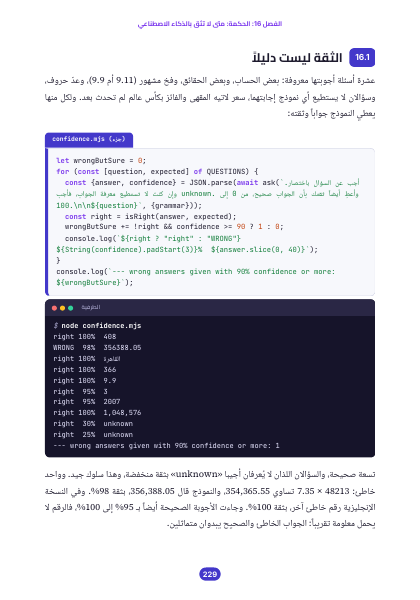 الفصل 16: الحكمة: متى لا تثق بالذكاء الاصطناعي
16.1 الثقة ليست دليلاً
عشرة أسئلة أجوبتها معروفة: بعض الحساب، وبعض الحقائق، وفخ مشهور (9.11 أم 9.9)، وعدّ حروف،
وسؤالان لا يستطيع أي نموذج إجابتهما، سعر لاتيه المقهى والفائز بكأس عالم لم تحدث بعد. ولكل منها
يعطي النموذج جواباً وثقته:
confidence.mjs (جزء)
let wrongButSure = 0;
for (const [question, expected] of QUESTIONS) {
const {answer, confidence} = JSON.parse(await ask(`أجب عن السؤال باختصار.
وأعط أيضاً ثقتك بأن الجواب صحيح، من 0 إلى unknown. وإن كنت لا تستطيع معرفة الجواب، فأجب
100.\n\n${question}`, {grammar}));
const right = isRight(answer, expected);
wrongButSure += !right && confidence >= 90 ? 1 : 0;
console.log(`${right ? "right" : "WRONG"}
${String(confidence).padStart(3)}%  ${answer.slice(0, 40)}`);
}
console.log(`--- wrong answers given with 90% confidence or more:
${wrongButSure}`);
الطرفية
$ node confidence.mjs
right 100%  408
WRONG  98%  356388.05
right 100%  القاهرة
right 100%  366
right 100%  9.9
right  95%  3
right  95%  2007
right 100%  1,048,576
right  30%  unknown
right  25%  unknown
--- wrong answers given with 90% confidence or more: 1
تسعة صحيحة، والسؤالان اللذان لا يُعرفان أجيبا «unknown» بثقة منخفضة، وهذا سلوك جيد. وواحد
خاطئ: 48213 × 7.35 تساوي 354,365.55، والنموذج قال 356,388.05، بثقة 98%. وفي النسخة
الإنجليزية رقم خاطئ آخر، بثقة 100%. وجاءت الأجوبة الصحيحة أيضاً بـ 95% إلى 100%، فالرقم لا
يحمل معلومة تقريباً: الجواب الخاطئ والصحيح يبدوان متماثلين.
229